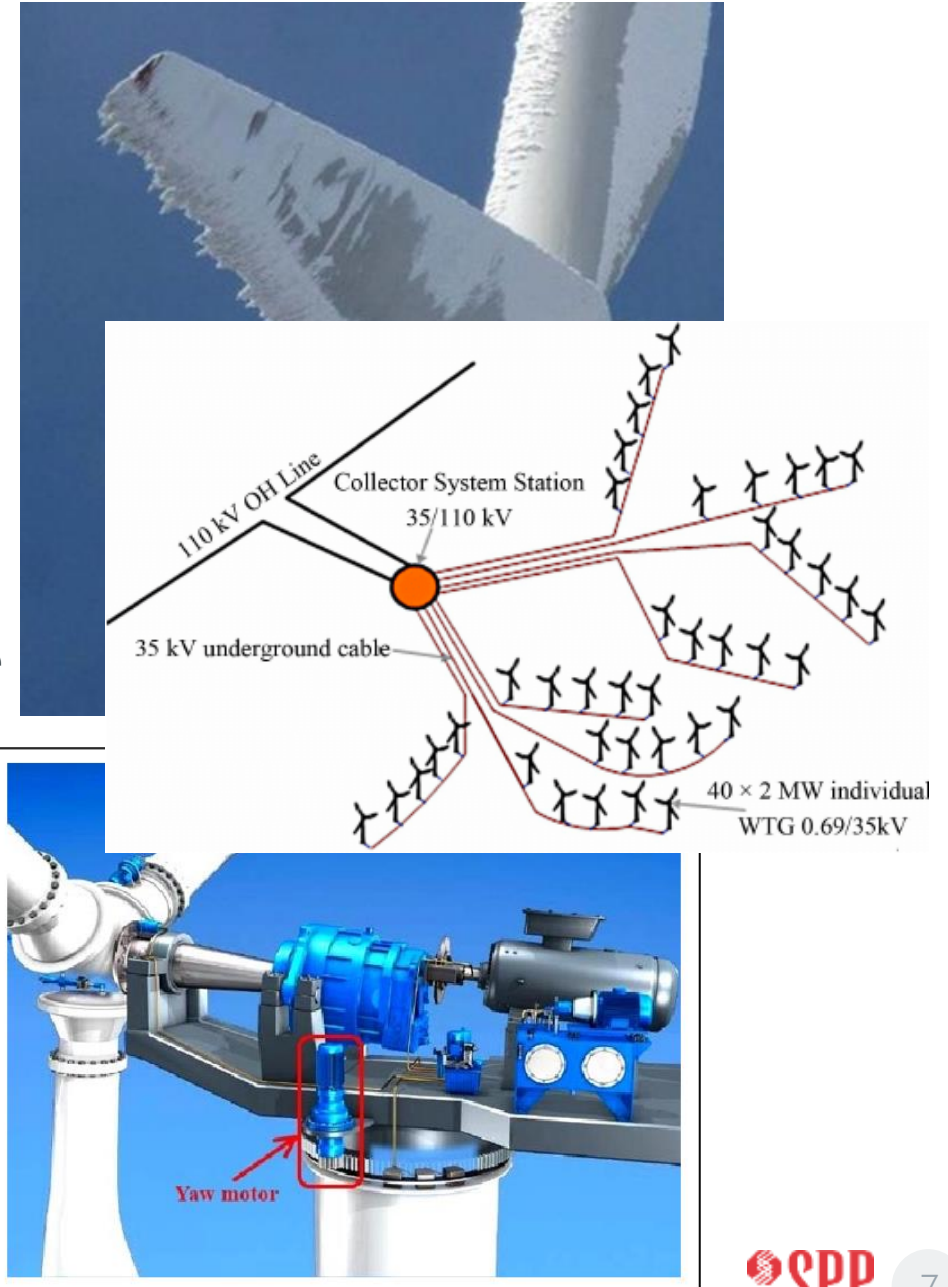 110 kV OH Line
Collector System Station
35/110 kV
35 kV underground cable
40 × 2 MW individual
WTG 0.69/35kV
Yaw motor
SPP
7